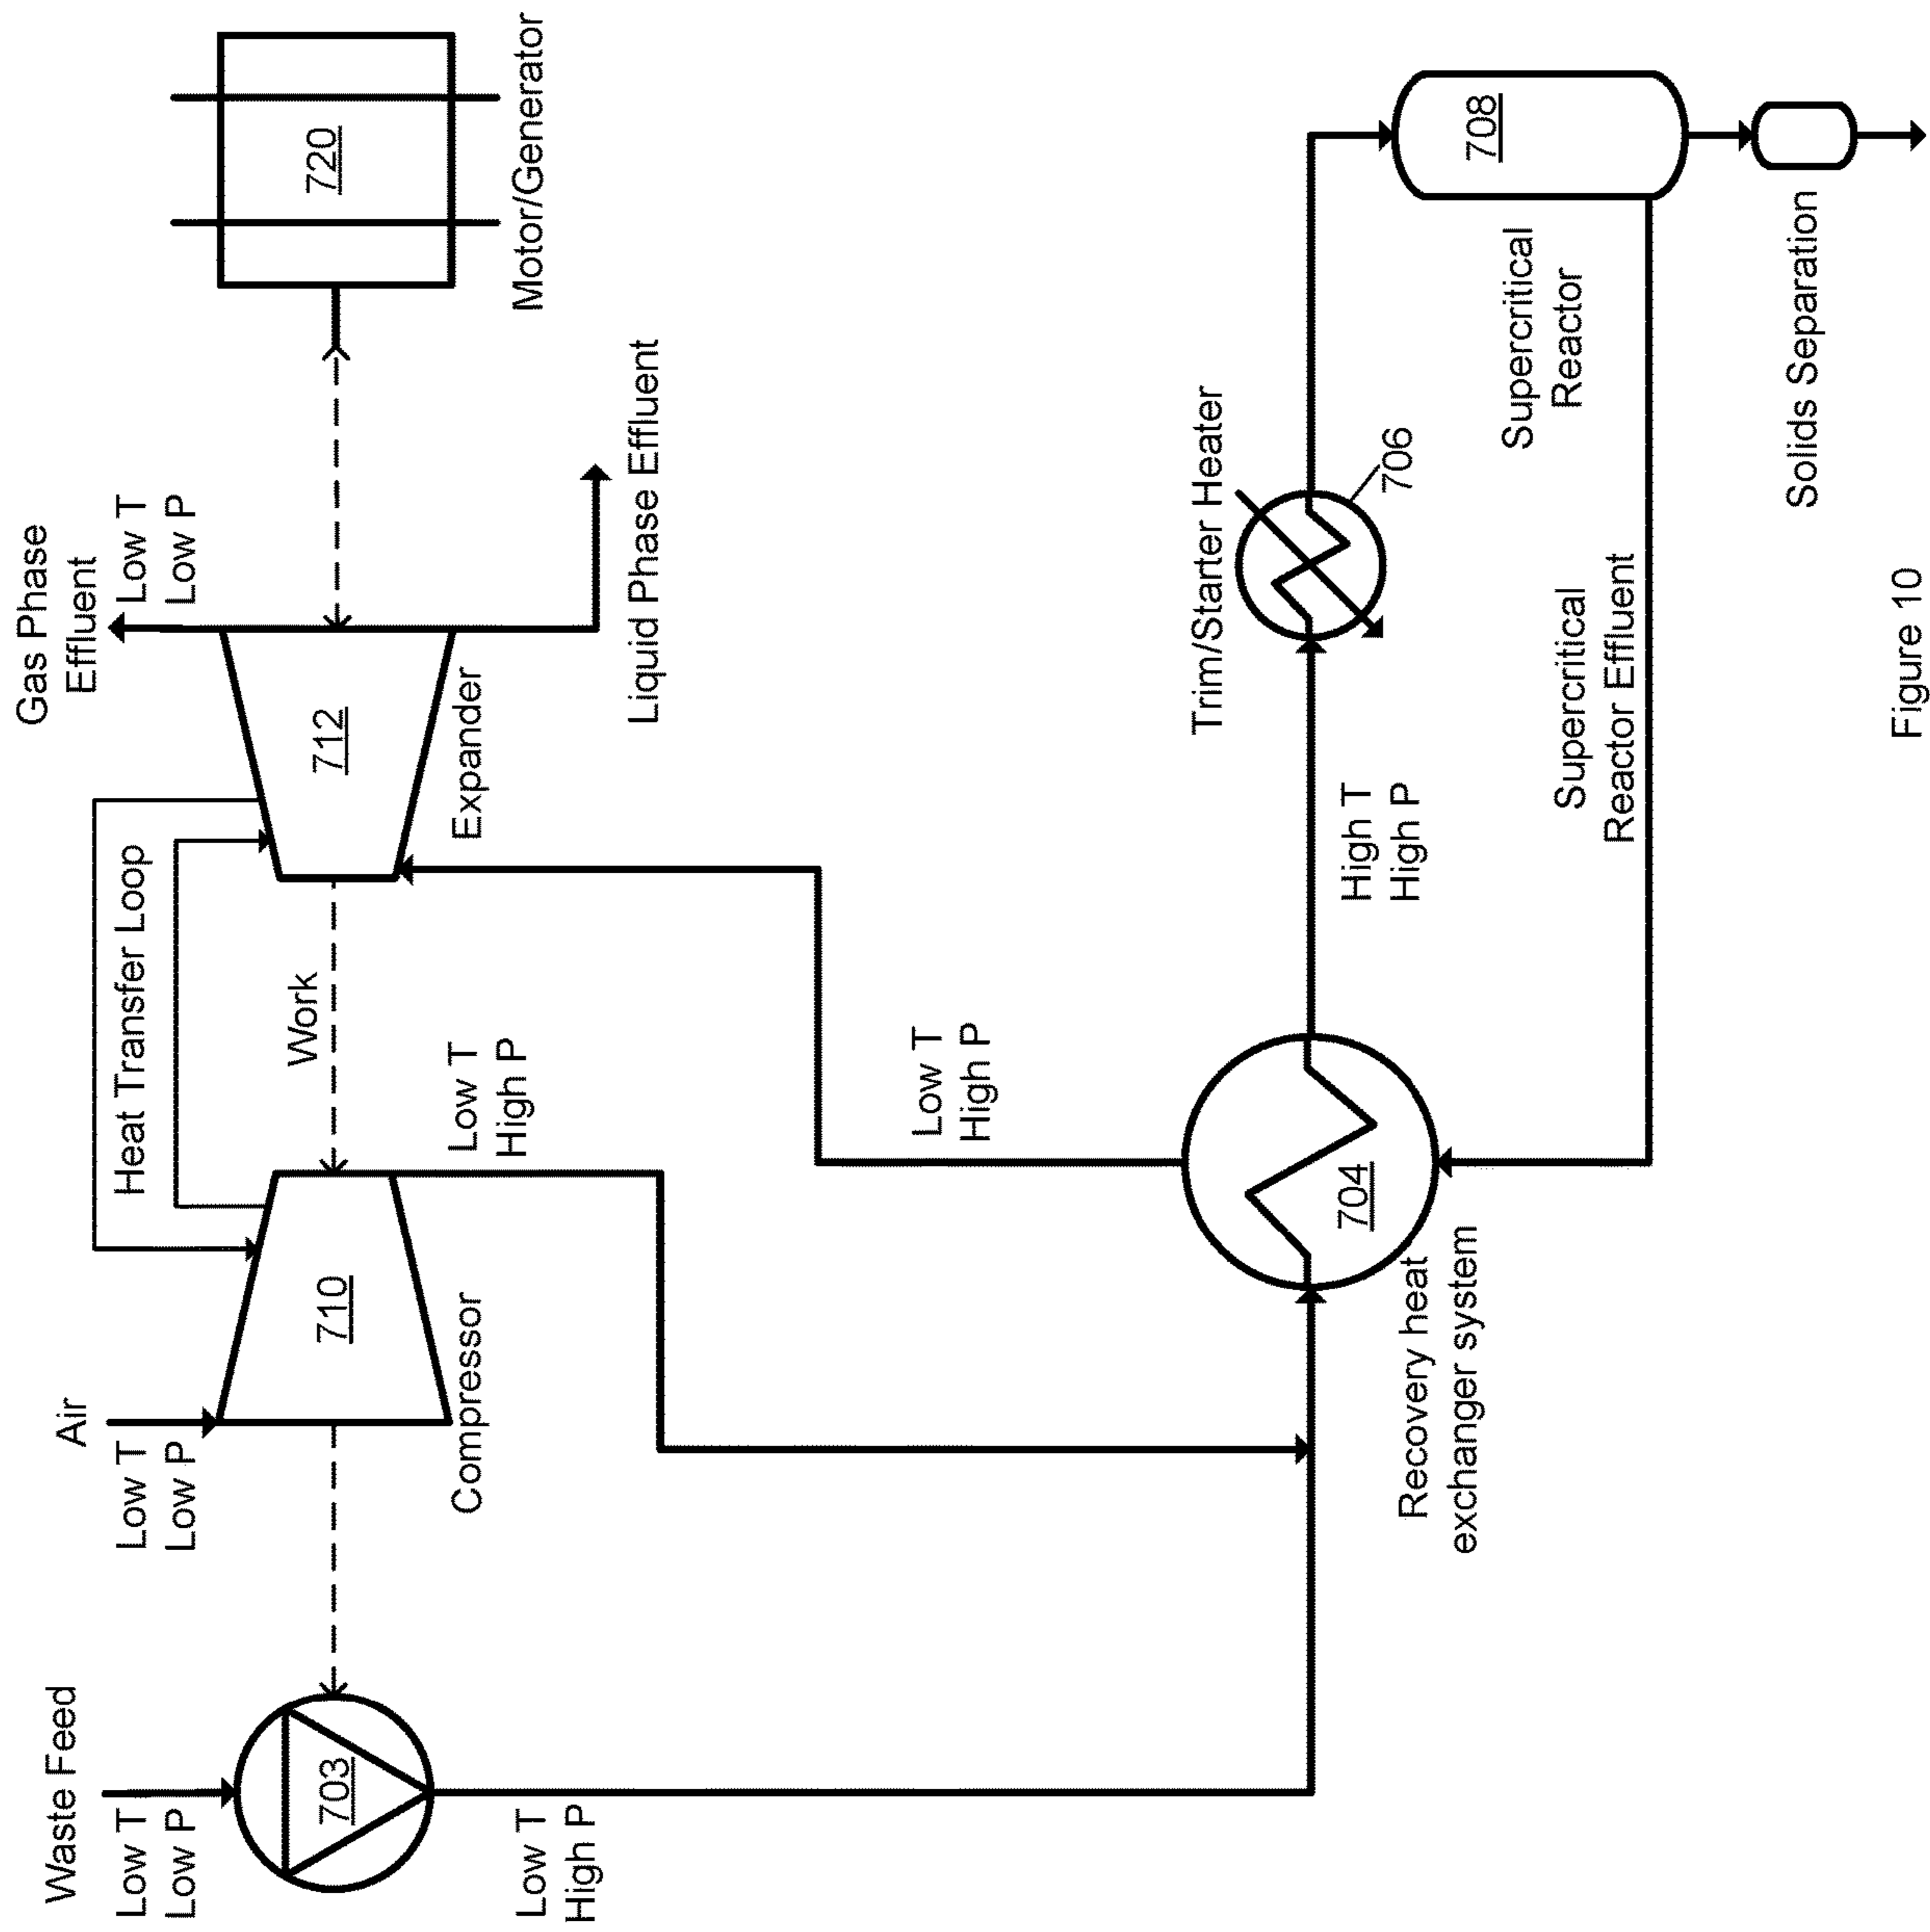 Waste Feed
Low T
Low P
703
Low T
High P
Air
Low T
Low P
710
Compressor
Heat Transfer Loop
Work
Low T
High P
Gas Phase
Effluent
Low T
Low P
712
Expander
Liquid Phase Effluent
720
Motor/Generator
Low T
High P
704
Recovery heat
exchanger system
High T
High P
Trim/Starter Heater
706
708
Supercritical
Reactor
Supercritical
Reactor Effluent
Solids Separation
Figure 10